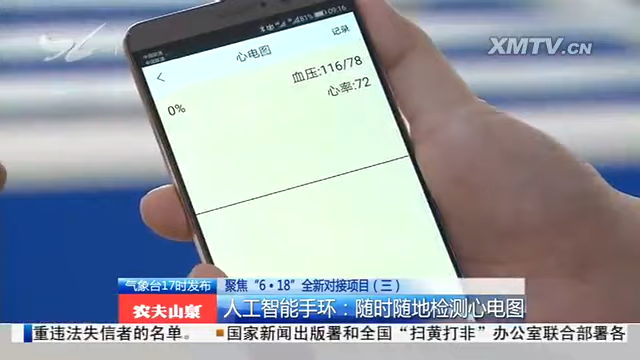 81% 09:16
XMTV.CN
心电图
记录
血压:116/78
心率:72
0%
气象台17时发布
聚焦“6·18”全新对接项目（三）
农夫山泉
人工智能手环：随时随地检测心电图
重违法失信者的名单。 ■国家新闻出版署和全国“扫黄打非”办公室联合部署各